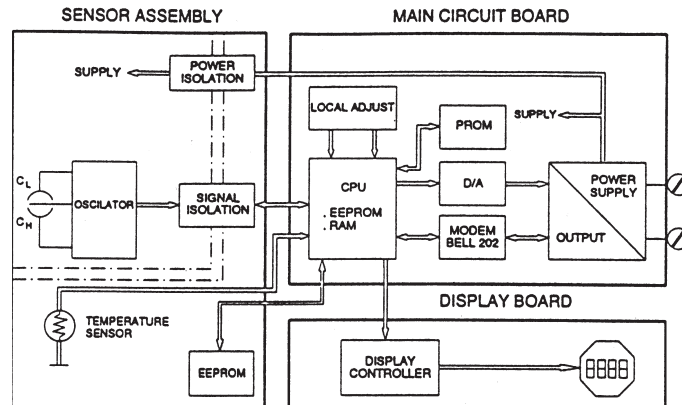 SENSOR ASSEMBLY
MAIN CIRCUIT BOARD
SUPPLY
POWER
ISOLATION
LOCAL ADJUST
PROM
SUPPLY
CL
CH
OSCILATOR
SIGNAL
ISOLATION
CPU
. EEPROM
. RAM
D/A
MODEM
BELL 202
POWER
SUPPLY
OUTPUT
TEMPERATURE
SENSOR
EEPROM
DISPLAY BOARD
DISPLAY
CONTROLLER
8888